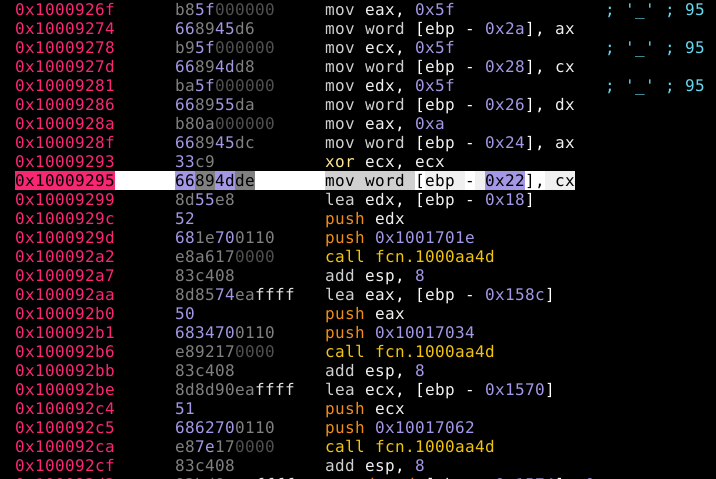 0x1000926f b85f000000 mov eax, 0x5f ; '_' ; 95
0x10009274 668945d6 mov word [ebp - 0x2a], ax
0x10009278 b95f000000 mov ecx, 0x5f ; '_' ; 95
0x1000927d 66894dd8 mov word [ebp - 0x28], cx
0x10009281 ba5f000000 mov edx, 0x5f ; '_' ; 95
0x10009286 668955da mov word [ebp - 0x26], dx
0x1000928a b80a000000 mov eax, 0xa
0x1000928f 668945dc mov word [ebp - 0x24], ax
0x10009293 33c9 xor ecx, ecx
0x10009295 66894dde mov word [ebp - 0x22], cx
0x10009299 8d55e8 lea edx, [ebp - 0x18]
0x1000929c 52 push edx
0x1000929d 681e700110 push 0x1001701e
0x100092a2 e8a6170000 call fcn.1000aa4d
0x100092a7 83c408 add esp, 8
0x100092aa 8d8574eaffff lea eax, [ebp - 0x158c]
0x100092b0 50 push eax
0x100092b1 6834700110 push 0x10017034
0x100092b6 e892170000 call fcn.1000aa4d
0x100092bb 83c408 add esp, 8
0x100092be 8d8d90eaffff lea ecx, [ebp - 0x1570]
0x100092c4 51 push ecx
0x100092c5 6862700110 push 0x10017062
0x100092ca e87e170000 call fcn.1000aa4d
0x100092cf 83c408 add esp, 8